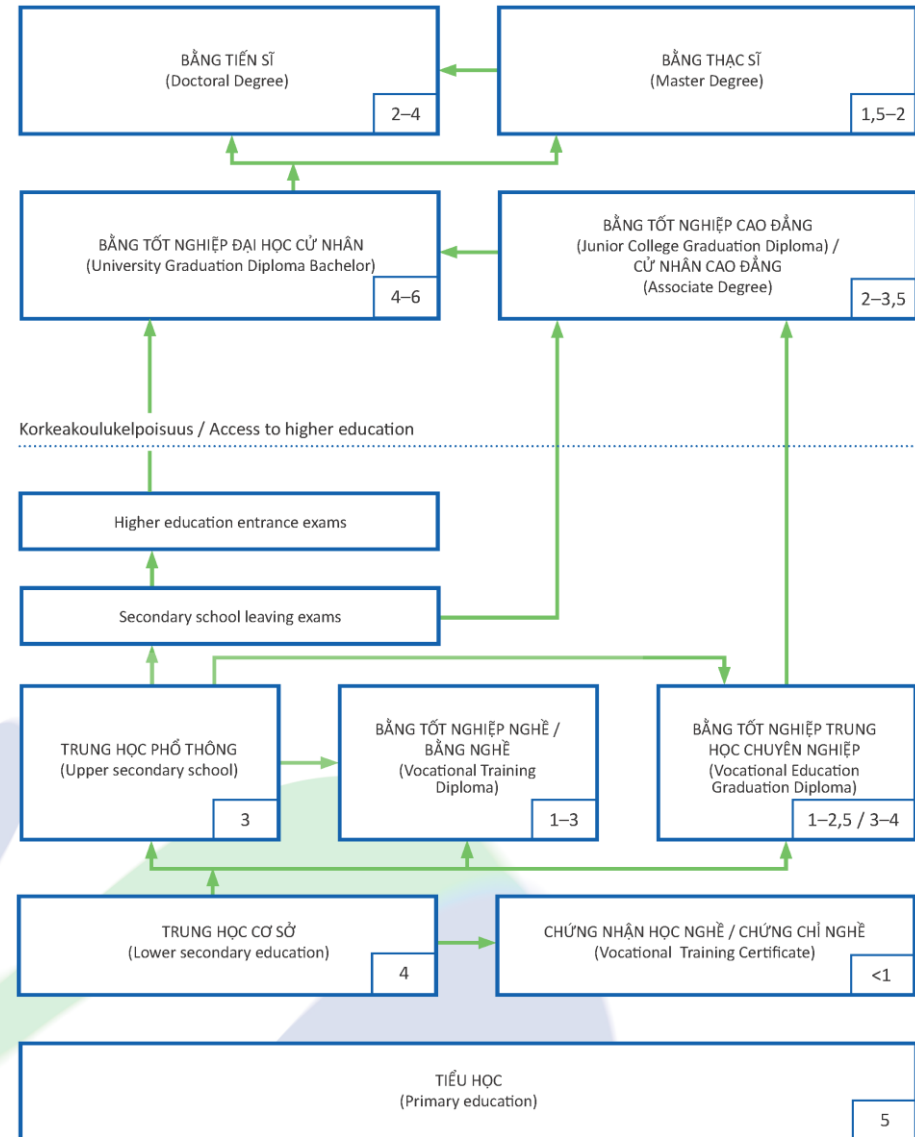 BẰNG TIẾN SĨ
(Doctoral Degree)
2–4
BẰNG THẠC SĨ
(Master Degree)
1,5–2
BẰNG TỐT NGHIỆP ĐẠI HỌC CỬ NHÂN
(University Graduation Diploma Bachelor)
4–6
BẰNG TỐT NGHIỆP CAO ĐẲNG
(Junior College Graduation Diploma) /
CỬ NHÂN CAO ĐẲNG
(Associate Degree)
2–3,5
Korkeakoulukelpoisuus / Access to higher education
Higher education entrance exams
Secondary school leaving exams
TRUNG HỌC PHỔ THÔNG
(Upper secondary school)
3
BẰNG TỐT NGHIỆP NGHỀ /
BẰNG NGHỀ
(Vocational Training
Diploma)
1–3
BẰNG TỐT NGHIỆP TRUNG
HỌC CHUYÊN NGHIỆP
(Vocational Education
Graduation Diploma)
1–2,5 / 3–4
TRUNG HỌC CƠ SỞ
(Lower secondary education)
4
CHỨNG NHẬN HỌC NGHỀ / CHỨNG CHỈ NGHỀ
(Vocational Training Certificate)
<1
TIỂU HỌC
(Primary education)
5